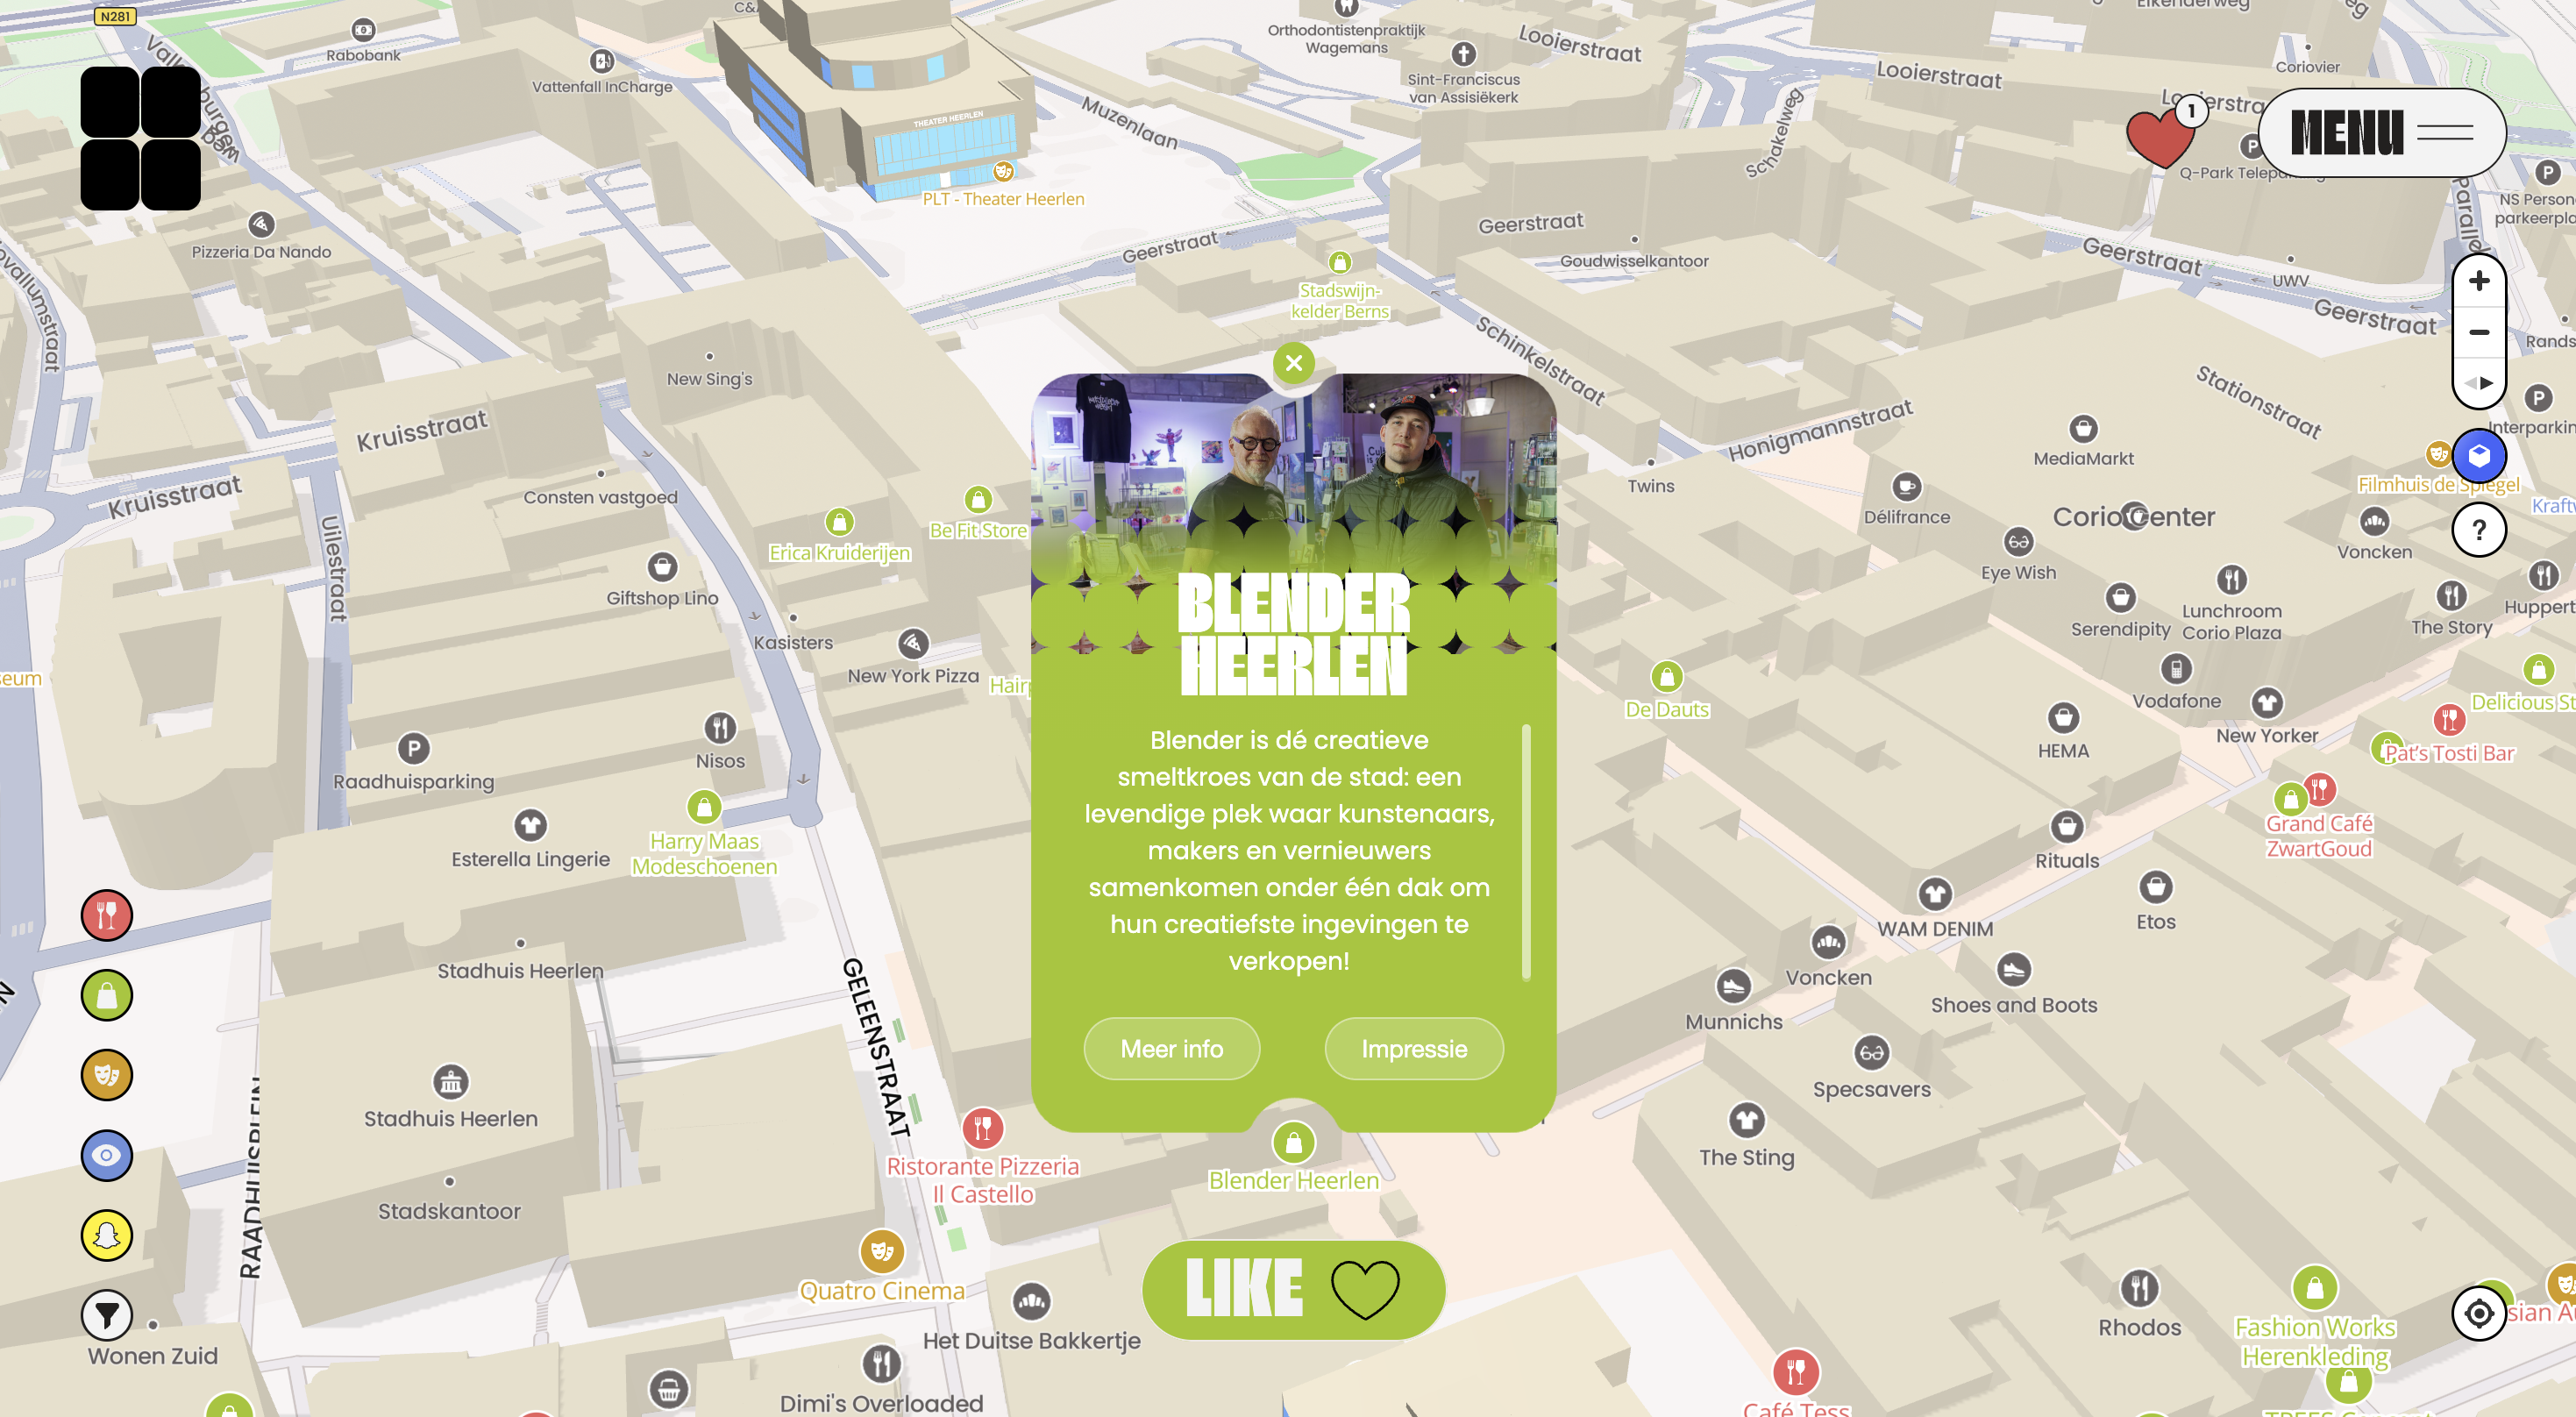 N281
Rabobank
Vattenfall InCharge
Orthodontistenpraktijk
Wagemans
Sint-Franciscus
van Assisiëkerk
Looierstraat
Looierstraat
Coriovier
Muzenlaan
Schakelweg
THEATER HEERLEN
PLT - Theater Heerlen
1
MENU
Pizzeria Da Nando
Geerstraat
Geerstraat
Goudwisselkantoor
Geerstraat
UWV
Geerstraat
Stadswijn-
kelder Berns
Schinkelstraat
Stationstraat
New Sing's
Kruisstraat
Kruisstraat
Consten vastgoed
Uilestraat
Erica Kruiderijen
Be Fit Store
Giftshop Lino
Kasisters
New York Pizza
Honigmannstraat
Twins
MediaMarkt
Délifrance
Corio Center
Filmhuis de Spiegel
Voncken
Eye Wish
Serendipity
Lunchroom
Corio Plaza
The Story
?
De Dauts
Vodafone
HEMA
New Yorker
Pat's Tosti Bar
Grand Café
ZwartGoud
Rituals
Etos
WAM DENIM
Voncken
Shoes and Boots
Munnichs
Specsavers
The Sting
BLENDER
HEERLEN
Blender is dé creatieve
smeltkroes van de stad: een
levendige plek waar kunstenaars,
makers en vernieuwers
samenkomen onder één dak om
hun creatiefste ingevingen te
verkopen!
Meer info
Impressie
Blender Heerlen
LIKE
P
Raadhuisparking
Nisos
Esterella Lingerie
Harry Maas
Modeschoenen
Stadhuis Heerlen
Stadhuis Heerlen
Stadskantoor
GELEENSTRAAT
Ristorante Pizzeria
Il Castello
Quatro Cinema
Het Duitse Bakkertje
Dimi's Overloaded
Wonen Zuid
Rhodos
Fashion Works
Herenkleding
Café Tess